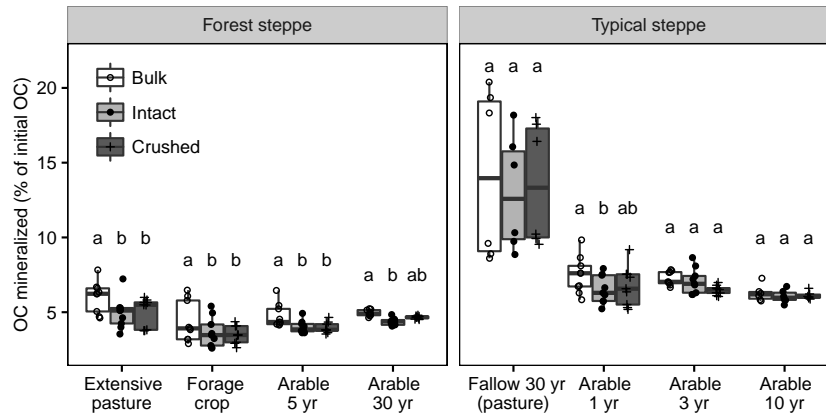 Forest steppe
Typical steppe
OC mineralized (% of initial OC)
20
15
10
5
Bulk
Intact
Crushed
a b b
a b b
a b b
a b ab
a a a
a b ab
a a a
a a a
Extensive
pasture
Forage
crop
Arable
5 yr
Arable
30 yr
Fallow 30 yr
(pasture)
Arable
1 yr
Arable
3 yr
Arable
10 yr